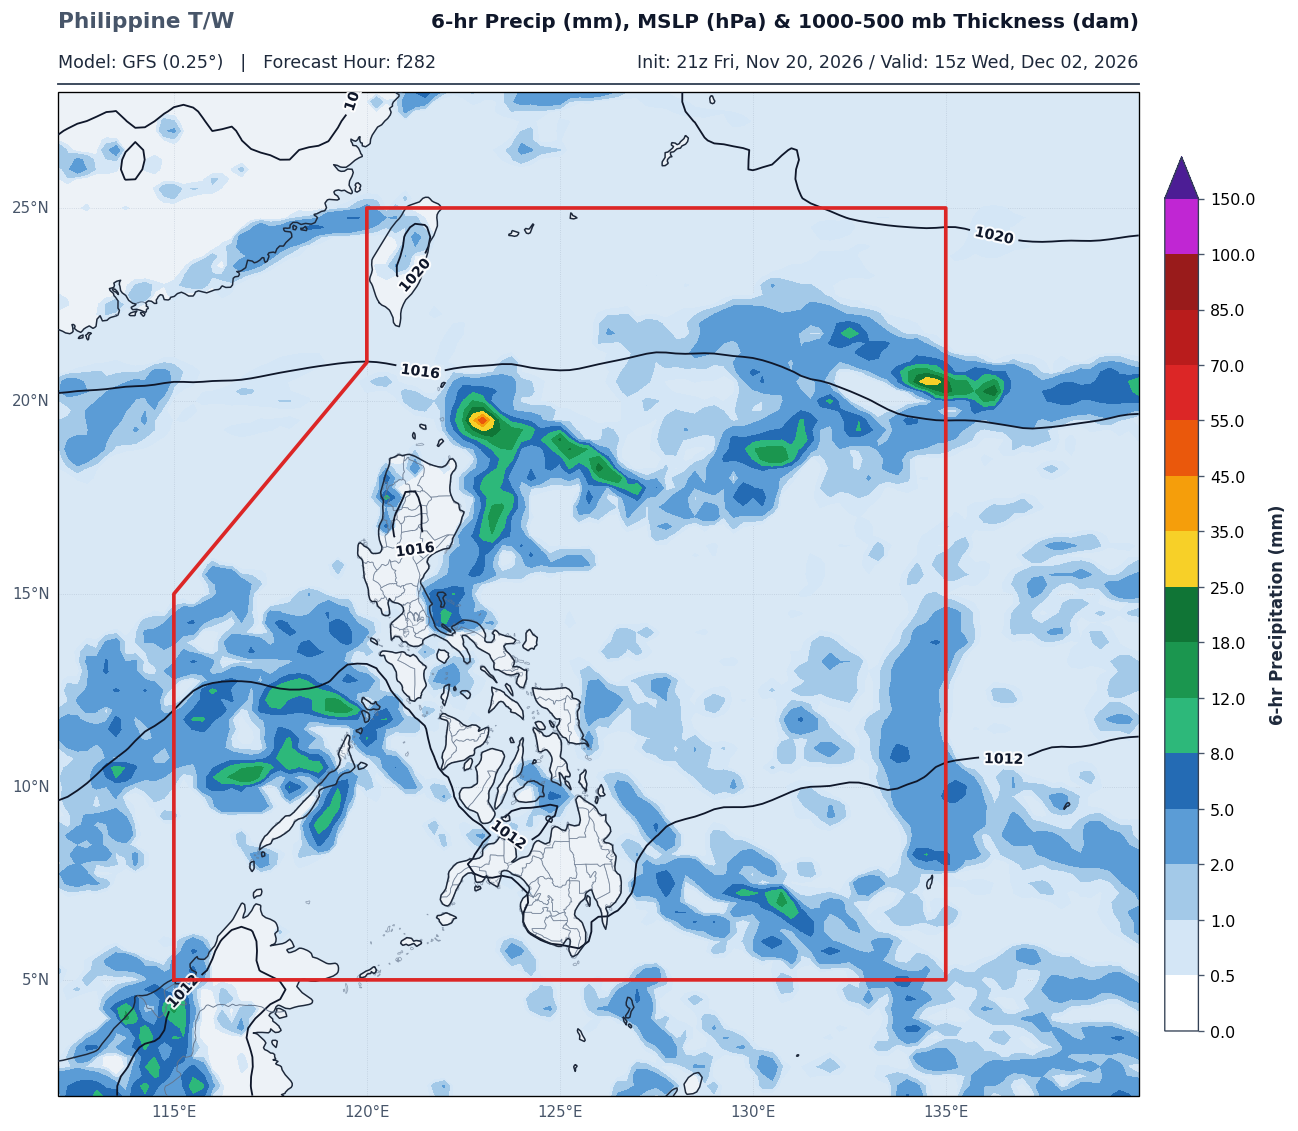 Philippine T/W
6-hr Precip (mm), MSLP (hPa) & 1000-500 mb Thickness (dam)
Model: GFS (0.25°) | Forecast Hour: f282
Init: 21z Fri, Nov 20, 2026 / Valid: 15z Wed, Dec 02, 2026
10
25°N
1020
1020
1016
20°N
1016
15°N
1012
10°N
1012
5°N
1012
115°E
120°E
125°E
130°E
135°E
150.0
100.0
85.0
70.0
55.0
45.0
35.0
25.0
18.0
12.0
8.0
5.0
2.0
1.0
0.5
0.0
6-hr Precipitation (mm)